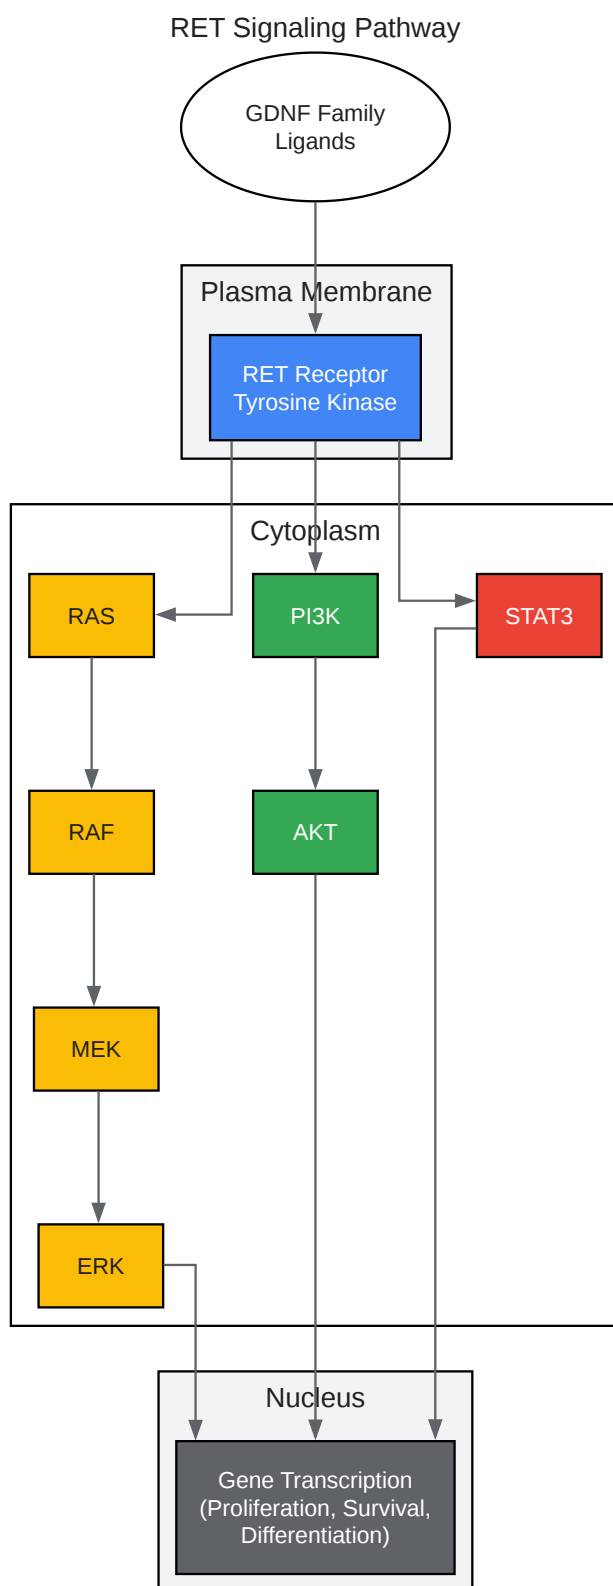 RET Signaling Pathway
GDNF Family
Ligands
Plasma Membrane
RET Receptor
Tyrosine Kinase
Cytoplasm
RAS
PI3K
STAT3
RAF
AKT
MEK
ERK
Nucleus
Gene Transcription
(Proliferation, Survival,
Differentiation)